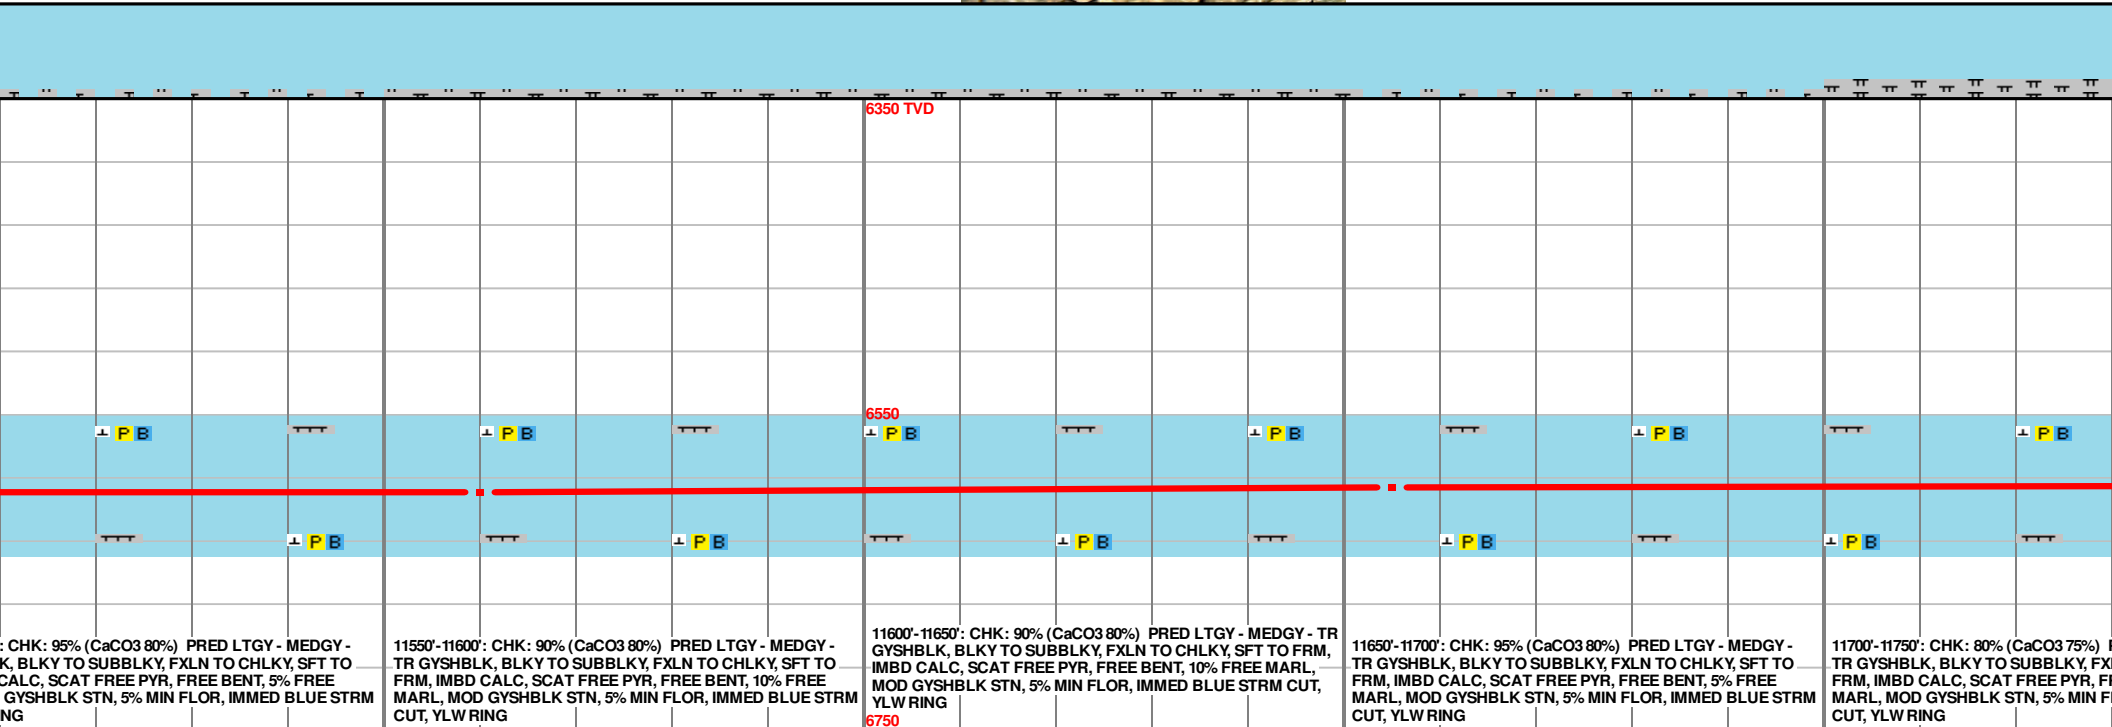 6350 TVD
6550
P B
P B
P B
P B
P B
P B
P B
P B
P B
P B
P B
: CHK: 95% (CaCO3 80%) PRED LTGY - MEDGY -
K, BLKY TO SUBBLKY, FXLN TO CHLKY, SFT TO
CALC, SCAT FREE PYR, FREE BENT, 5% FREE
GYSHBLK STN, 5% MIN FLOR, IMMED BLUE STRM
NG
11550'-11600': CHK: 90% (CaCO3 80%) PRED LTGY - MEDGY -
TR GYSHBLK, BLKY TO SUBBLKY, FXLN TO CHLKY, SFT TO
FRM, IMBD CALC, SCAT FREE PYR, FREE BENT, 10% FREE
MARL, MOD GYSHBLK STN, 5% MIN FLOR, IMMED BLUE STRM
CUT, YLW RING
11600'-11650': CHK: 90% (CaCO3 80%) PRED LTGY - MEDGY - TR
GYSHBLK, BLKY TO SUBBLKY, FXLN TO CHLKY, SFT TO FRM,
IMBD CALC, SCAT FREE PYR, FREE BENT, 10% FREE MARL,
MOD GYSHBLK STN, 5% MIN FLOR, IMMED BLUE STRM CUT,
YLW RING
11650'-11700': CHK: 95% (CaCO3 80%) PRED LTGY - MEDGY -
TR GYSHBLK, BLKY TO SUBBLKY, FXLN TO CHLKY, SFT TO
FRM, IMBD CALC, SCAT FREE PYR, FREE BENT, 5% FREE
MARL, MOD GYSHBLK STN, 5% MIN FLOR, IMMED BLUE STRM
CUT, YLW RING
11700'-11750': CHK: 80% (CaCO3 75%)
TR GYSHBLK, BLKY TO SUBBLKY, FX
FRM, IMBD CALC, SCAT FREE PYR, F
MARL, MOD GYSHBLK STN, 5% MIN F
CUT, YLW RING
6750